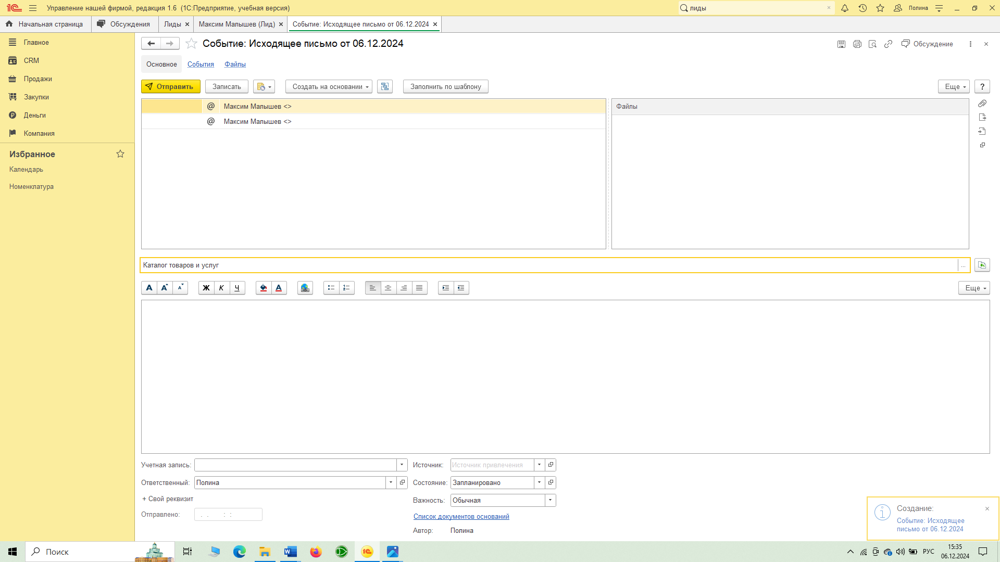 Управление нашей фирмой, редакция 1.6 (1С:Предприятие, учебная версия)
лиды
Полина
Начальная страница
Обсуждения
Лиды
Максим Малышев (Лид)
Событие: Исходящее письмо от 06.12.2024
Главное
CRM
Продажи
Закупки
Деньги
Компания
Избранное
Календарь
Номенклатура
Событие: Исходящее письмо от 06.12.2024
Обсуждение
Основное
События
Файлы
Отправить
Записать
Создать на основании
Заполнить по шаблону
Еще
?
@ Максим Малышев <>
@ Максим Малышев <>
Файлы
Каталог товаров и услуг
...
А А А Ж К Ч А
Еще
Учетная запись:
Источник: Источник привлечения
Ответственный: Полина
Состояние: Запланировано
+ Свой реквизит
Важность: Обычная
Отправлено: . . : :
Список документов оснований
Автор: Полина
Создание:
Событие: Исходящее
письмо от 06.12.2024
Поиск
РУС
15:35
06.12.2024